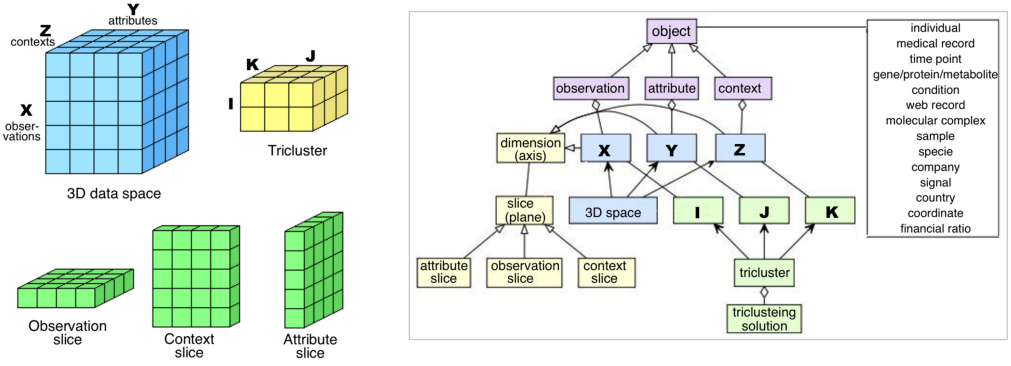 Y
attributes
Z
contexts
X
obser-
vations
3D data space
K
J
I
Tricluster
Observation
slice
Context
slice
Attribute
slice
object
observation
attribute
context
dimension
(axis)
X
Y
Z
slice
(plane)
3D space
I
J
K
attribute
slice
observation
slice
context
slice
tricluster
triclusteing
solution
individual
medical record
time point
gene/protein/metabolite
condition
web record
molecular complex
sample
specie
company
signal
country
coordinate
financial ratio